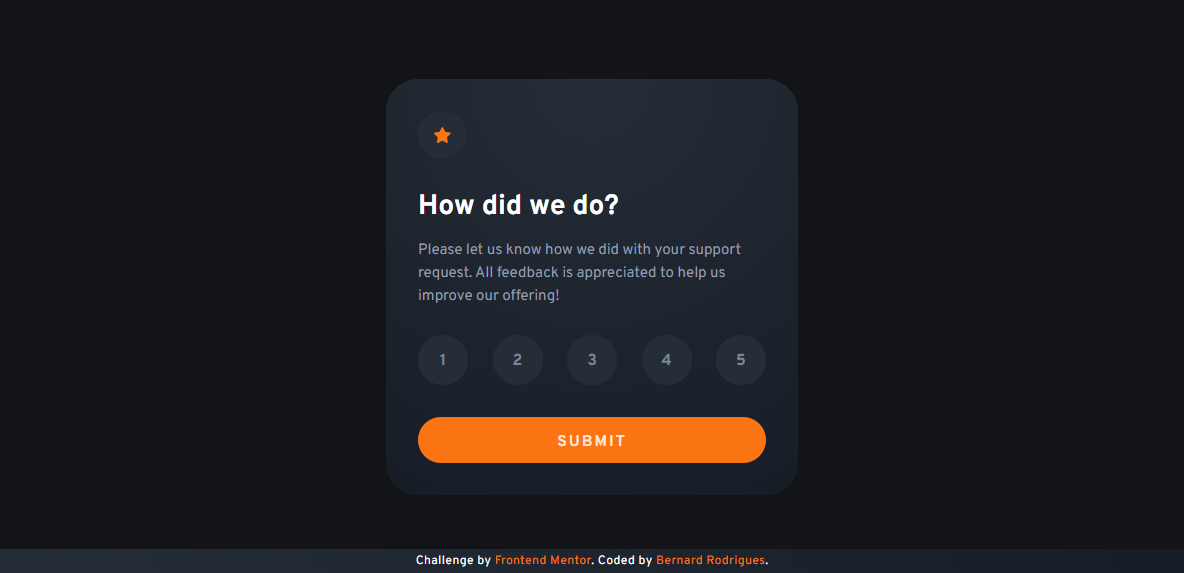 How did we do?
Please let us know how we did with your support
request. All feedback is appreciated to help us
improve our offering!
1 2 3 4 5
SUBMIT
Challenge by Frontend Mentor. Coded by Bernard Rodrigues.